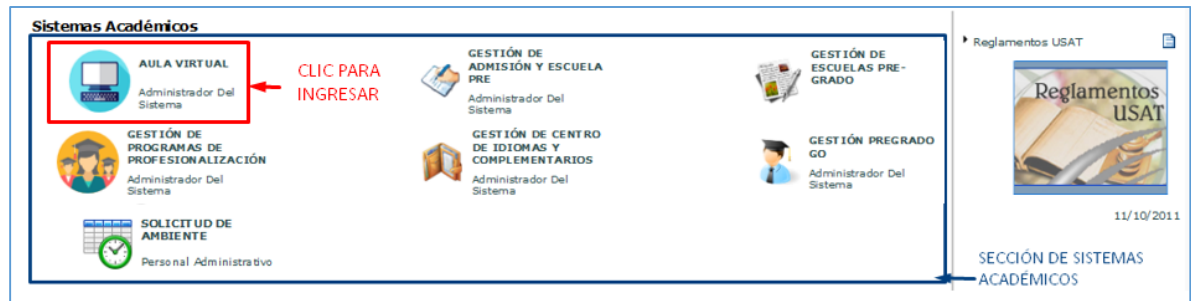 Sistemas Académicos
AULA VIRTUAL
Administrador Del
Sistema
CLIC PARA
INGRESAR
GESTIÓN DE
ADMISIÓN Y ESCUELA
PRE
Administrador Del
Sistema
GESTIÓN DE
ESCUELAS PRE-
GRADO
GESTIÓN DE
PROGRAMAS DE
PROFESIONALIZACIÓN
Administrador Del
Sistema
GESTIÓN DE CENTRO
DE IDIOMAS Y
COMPLEMENTARIOS
Administrador Del
Sistema
GESTIÓN PREGRADO
GO
Administrador Del
Sistema
SOLICITUD DE
AMBIENTE
Personal Administrativo
Reglamentos USAT
Reglamentos
USAT
11/10/2011
SECCIÓN DE SISTEMAS
ACADÉMICOS